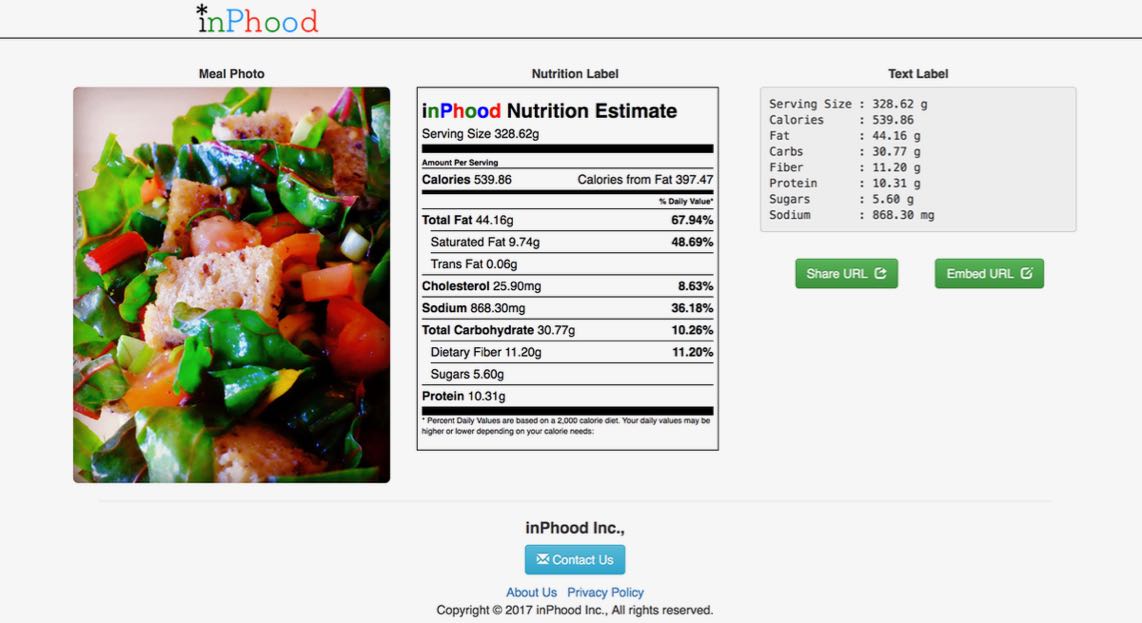 *inPhood
Meal Photo
Nutrition Label
inPhood Nutrition Estimate
Serving Size 328.62g
Amount Per Serving
Calories 539.86 Calories from Fat 397.47
% Daily Value*
Total Fat 44.16g 67.94%
Saturated Fat 9.74g 48.69%
Trans Fat 0.06g
Cholesterol 25.90mg 8.63%
Sodium 868.30mg 36.18%
Total Carbohydrate 30.77g 10.26%
Dietary Fiber 11.20g 11.20%
Sugars 5.60g
Protein 10.31g
* Percent Daily Values are based on a 2,000 calorie diet. Your daily values may be
higher or lower depending on your calorie needs:
Text Label
Serving Size : 328.62 g
Calories : 539.86
Fat : 44.16 g
Carbs : 30.77 g
Fiber : 11.20 g
Protein : 10.31 g
Sugars : 5.60 g
Sodium : 868.30 mg
Share URL Embed URL
inPhood Inc.,
Contact Us
About Us Privacy Policy
Copyright © 2017 inPhood Inc., All rights reserved.